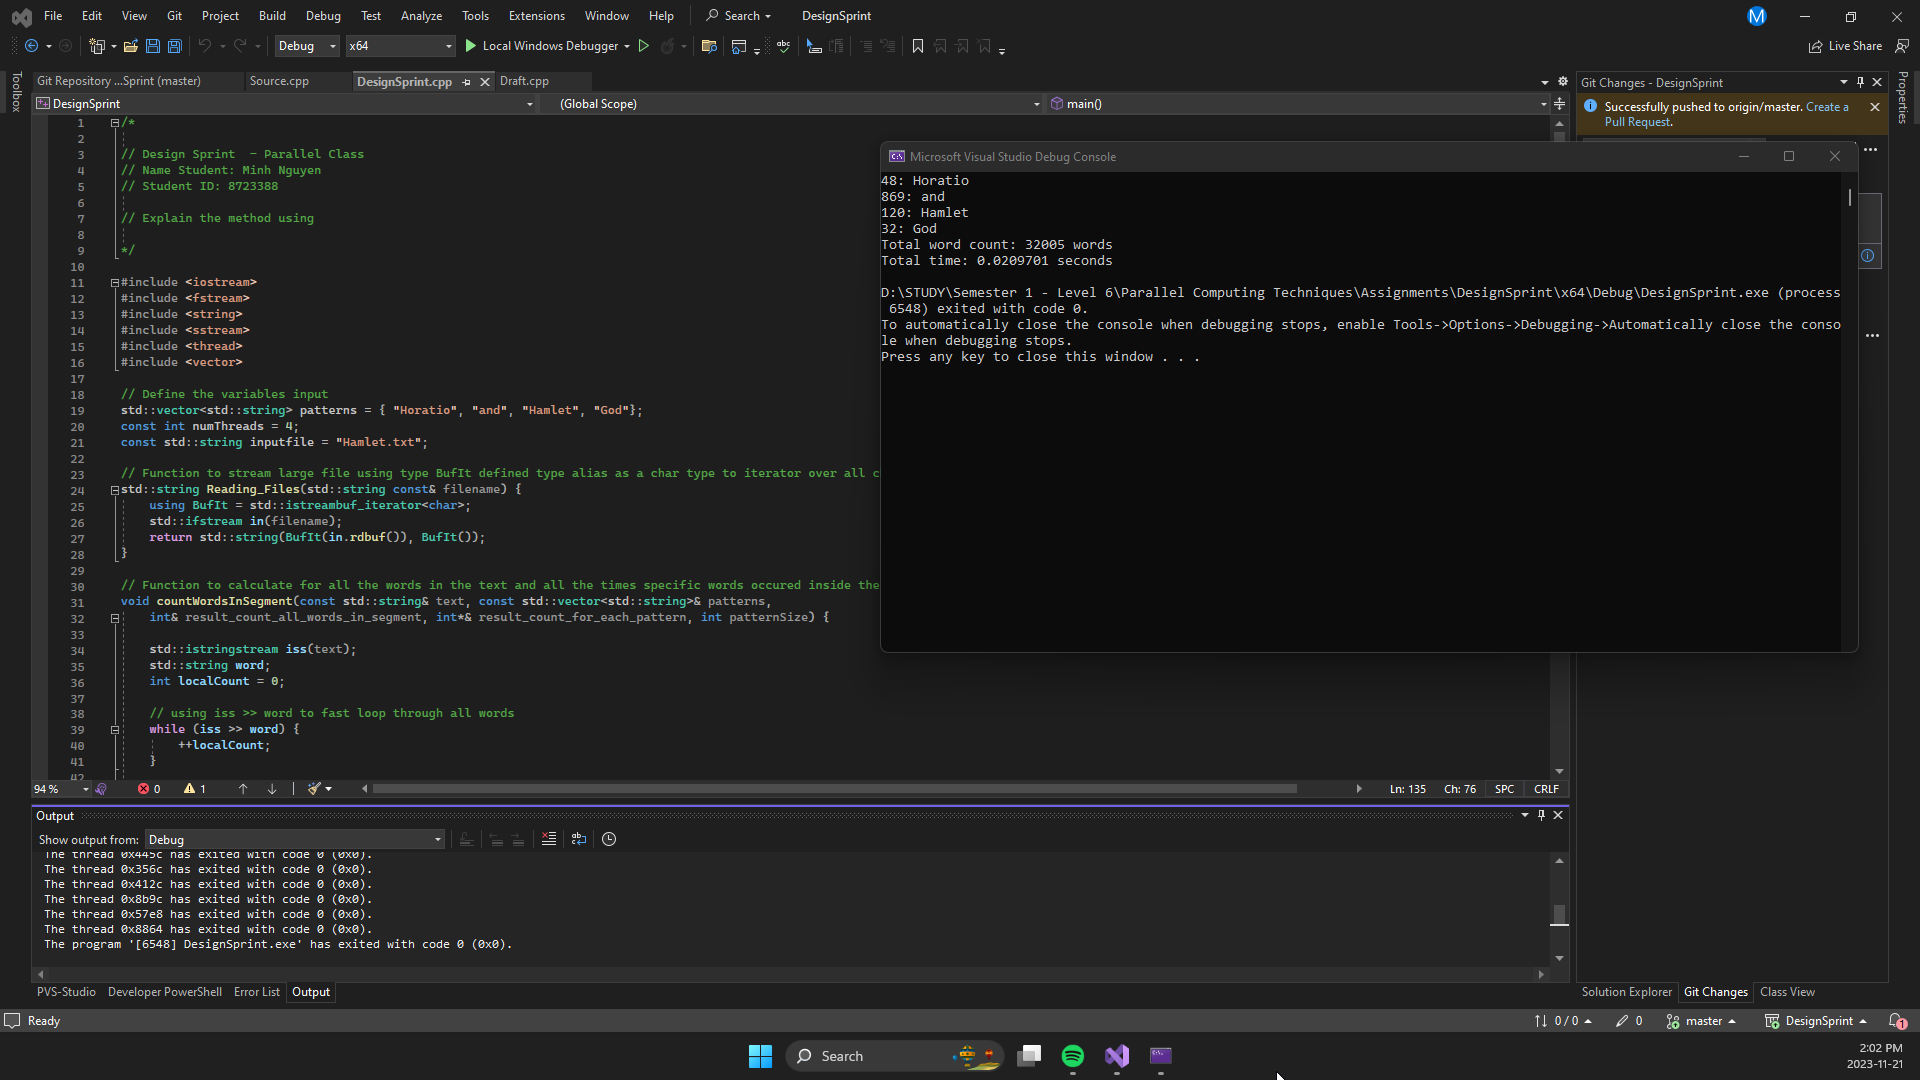 File Edit View Git Project Build Debug Test Analyze Tools Extensions Window Help Search DesignSprint M
Debug x64 Local Windows Debugger Live Share
Toolbox
Git Repository ...Sprint (master) Source.cpp DesignSprint.cpp Draft.cpp
DesignSprint (Global Scope) main()
1 /*
2
3 // Design Sprint - Parallel Class
4 // Name Student: Minh Nguyen
5 // Student ID: 8723388
6
7 // Explain the method using
8
9 */
10
11 #include <iostream>
12 #include <fstream>
13 #include <string>
14 #include <sstream>
15 #include <thread>
16 #include <vector>
17
18 // Define the variables input
19 std::vector<std::string> patterns = { "Horatio", "and", "Hamlet", "God"};
20 const int numThreads = 4;
21 const std::string inputfile = "Hamlet.txt";
22
23 // Function to stream large file using type BufIt defined type alias as a char type to iterator over all c
24 std::string Reading_Files(std::string const& filename) {
25 using BufIt = std::istreambuf_iterator<char>;
26 std::ifstream in(filename);
27 return std::string(BufIt(in.rdbuf()), BufIt());
28 }
29
30 // Function to calculate for all the words in the text and all the times specific words occured inside the
31 void countWordsInSegment(const std::string& text, const std::vector<std::string>& patterns,
32 int& result_count_all_words_in_segment, int*& result_count_for_each_pattern, int patternSize) {
33
34 std::istringstream iss(text);
35 std::string word;
36 int localCount = 0;
37
38 // using iss >> word to fast loop through all words
39 while (iss >> word) {
40 ++localCount;
41 }
42
94 % 0 1 Ln: 135 Ch: 76 SPC CRLF
Microsoft Visual Studio Debug Console
48: Horatio
869: and
120: Hamlet
32: God
Total word count: 32005 words
Total time: 0.0209701 seconds
D:\STUDY\Semester 1 - Level 6\Parallel Computing Techniques\Assignments\DesignSprint\x64\Debug\DesignSprint.exe (process
6548) exited with code 0.
To automatically close the console when debugging stops, enable Tools->Options->Debugging->Automatically close the conso
le when debugging stops.
Press any key to close this window . . .
Git Changes - DesignSprint
Successfully pushed to origin/master. Create a
Pull Request.
Properties
Output
Show output from: Debug
The thread 0x445c has exited with code 0 (0x0).
The thread 0x356c has exited with code 0 (0x0).
The thread 0x412c has exited with code 0 (0x0).
The thread 0x8b9c has exited with code 0 (0x0).
The thread 0x57e8 has exited with code 0 (0x0).
The thread 0x8864 has exited with code 0 (0x0).
The program '[6548] DesignSprint.exe' has exited with code 0 (0x0).
PVS-Studio Developer PowerShell Error List Output
Solution Explorer Git Changes Class View
Ready 0 / 0 0 master DesignSprint 1
Search
2:02 PM
2023-11-21